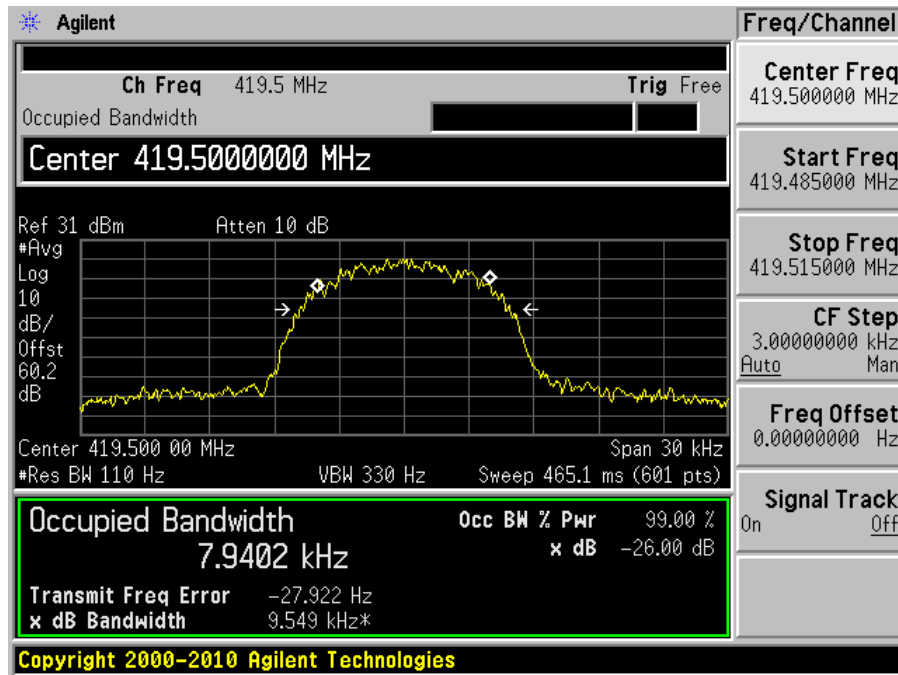 Agilent
Freq/Channel
Ch Freq 419.5 MHz Trig Free
Occupied Bandwidth
Center 419.5000000 MHz
Ref 31 dBm Atten 10 dB
#Avg
Log
10
dB/
Offst
60.2
dB
Center 419.500 00 MHz Span 30 kHz
#Res BW 110 Hz VBW 330 Hz Sweep 465.1 ms (601 pts)
Occupied Bandwidth
7.9402 kHz
Occ BW % Pwr 99.00 %
x dB -26.00 dB
Transmit Freq Error -27.922 Hz
x dB Bandwidth 9.549 kHz*
Copyright 2000-2010 Agilent Technologies
Center Freq
419.500000 MHz
Start Freq
419.485000 MHz
Stop Freq
419.515000 MHz
CF Step
3.00000000 kHz
Auto Man
Freq Offset
0.00000000 Hz
Signal Track
On Off